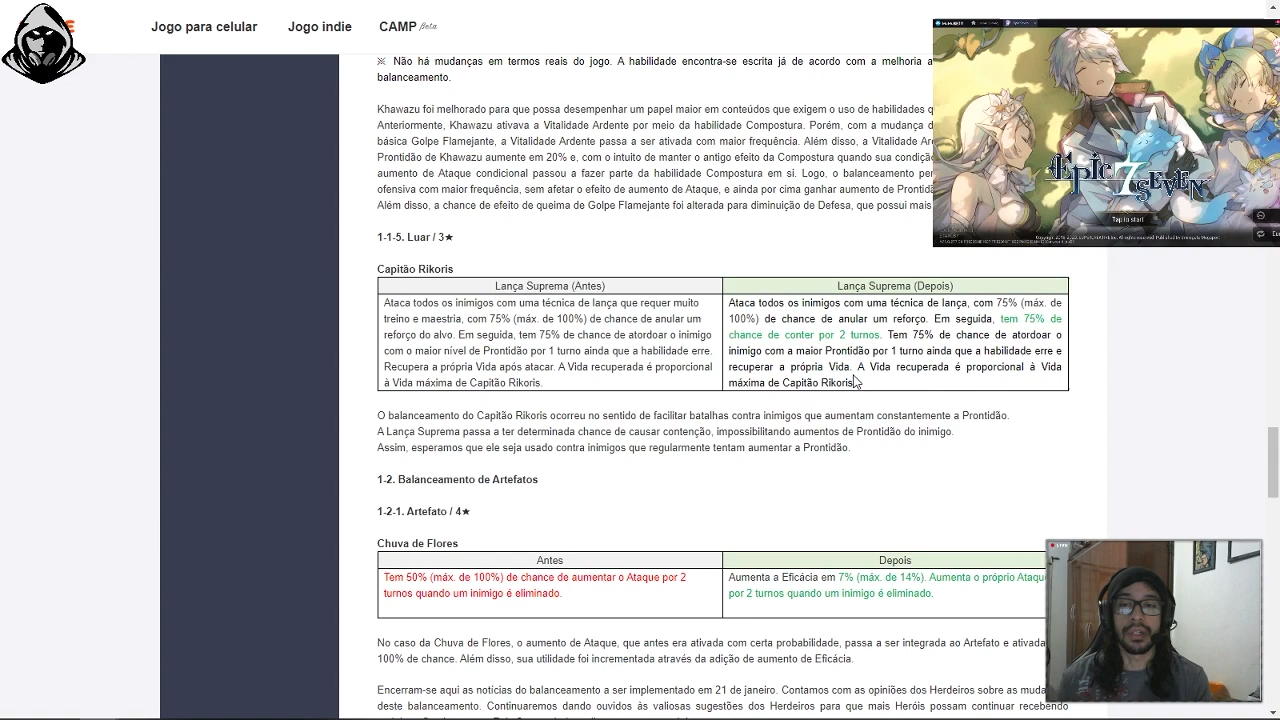 Jogo para celular
Jogo indie
CAMP Beta
※ Não há mudanças em termos reais do jogo. A habilidade encontra-se escrita já de acordo com a melhoria a
balanceamento.
Khawazu foi melhorado para que possa desempenhar um papel maior em conteúdos que exigem o uso de habilidades q
Anteriormente, Khawazu ativava a Vitalidade Ardente por meio da habilidade Compostura. Porém, com a mudança d
básica Golpe Flamejante, a Vitalidade Ardente passa a ser ativada com maior frequência. Além disso, a Vitalidade Ar
Prontidão de Khawazu aumente em 20% e, com o intuito de manter o antigo efeito da Compostura quando sua condiçã
aumento de Ataque condicional passou a fazer parte da habilidade Compostura em si. Logo, o balanceamento per
ofensiva com maior frequência, sem afetar o efeito de aumento de Ataque, e ainda por cima ganhar aumento de Prontid
Além disso, a chance de efeito de queima de Golpe Flamejante foi alterada para diminuição de Defesa, que possui mais
EPIC 7 SEVEN
Tap to start
1.1-5. Lutar / 3★
Capitão Rikoris
Lança Suprema (Antes)
Ataca todos os inimigos com uma técnica de lança que requer muito
treino e maestria, com 75% (máx. de 100%) de chance de anular um
reforço do alvo. Em seguida, tem 75% de chance de atordoar o inimigo
com o maior nível de Prontidão por 1 turno ainda que a habilidade erre.
Recupera a própria Vida após atacar. A Vida recuperada é proporcional
à Vida máxima de Capitão Rikoris.
Lança Suprema (Depois)
Ataca todos os inimigos com uma técnica de lança, com 75% (máx. de
100%) de chance de anular um reforço. Em seguida, tem 75% de
chance de conter por 2 turnos. Tem 75% de chance de atordoar o
inimigo com a maior Prontidão por 1 turno ainda que a habilidade erre e
recuperar a própria Vida. A Vida recuperada é proporcional à Vida
máxima de Capitão Rikoris.
O balanceamento do Capitão Rikoris ocorreu no sentido de facilitar batalhas contra inimigos que aumentam constantemente a Prontidão.
A Lança Suprema passa a ter determinada chance de causar contenção, impossibilitando aumentos de Prontidão do inimigo.
Assim, esperamos que ele seja usado contra inimigos que regularmente tentam aumentar a Prontidão.
1-2. Balanceamento de Artefatos
1-2-1. Artefato / 4★
Chuva de Flores
Antes
Tem 50% (máx. de 100%) de chance de aumentar o Ataque por 2
turnos quando um inimigo é eliminado.
Depois
Aumenta a Eficácia em 7% (máx. de 14%). Aumenta o próprio Ataqu
por 2 turnos quando um inimigo é eliminado.
No caso da Chuva de Flores, o aumento de Ataque, que antes era ativada com certa probabilidade, passa a ser integrada ao Artefato e ativada
100% de chance. Além disso, sua utilidade foi incrementada através da adição de aumento de Eficácia.
Encerram-se aqui as notícias do balanceamento a ser implementado em 21 de janeiro. Contamos com as opiniões dos Herdeiros sobre as muda
deste balanceamento. Continuaremos dando ouvidos às valiosas sugestões dos Herdeiros para que mais Heróis possam continuar recebendo